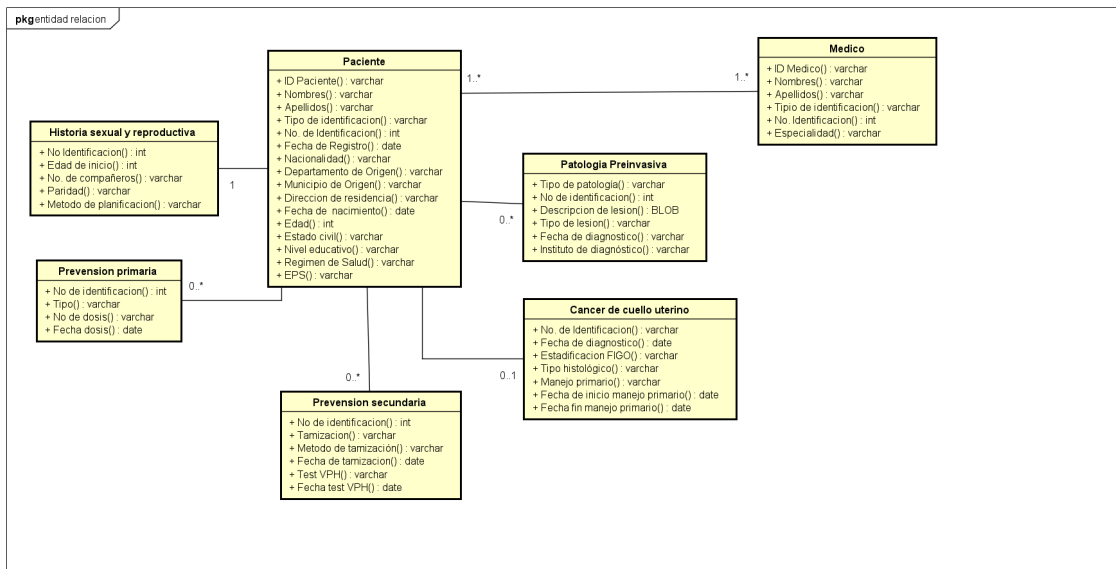 pkg entidad relacion
Paciente
+ ID Paciente() : varchar
+ Nombres() : varchar
+ Apellidos() : varchar
+ Tipo de identificacion() : varchar
+ No. de Identificacion() : int
+ Fecha de Registro() : date
+ Nacionalidad() : varchar
+ Departamento de Origen() : varchar
+ Municipio de Origen() : varchar
+ Direccion de residencia() : varchar
+ Fecha de nacimiento() : date
+ Edad() : int
+ Estado civil() : varchar
+ Nivel educativo() : varchar
+ Regimen de Salud() : varchar
+ EPS() : varchar
1..*
1..*
Medico
+ ID Medico() : varchar
+ Nombres() : varchar
+ Apellidos() : varchar
+ Tipio de identificacion() : varchar
+ No. Identificacion() : int
+ Especialidad() : varchar
Historia sexual y reproductiva
+ No Identificacion() : int
+ Edad de inicio() : int
+ No. de compañeros() : varchar
+ Paridad() : varchar
+ Metodo de planificacion() : varchar
1
Patologia Preinvasiva
+ Tipo de patología() : varchar
+ No de identificacion() : int
+ Descripcion de lesion() : BLOB
+ Tipo de lesion() : varchar
+ Fecha de diagnostico() : varchar
+ Instituto de diagnóstico() : varchar
0..*
Prevension primaria
+ No de identificacion() : int
+ Tipo() : varchar
+ No de dosis() : varchar
+ Fecha dosis() : date
0..*
Cancer de cuello uterino
+ No. de Identificacion() : varchar
+ Fecha de diagnostico() : date
+ Estadificacion FIGO() : varchar
+ Tipo histológico() : varchar
+ Manejo primario() : varchar
+ Fecha de inicio manejo primario() : date
+ Fecha fin manejo primario() : date
0..1
0..*
Prevension secundaria
+ No de identificacion() : int
+ Tamizacion() : varchar
+ Metodo de tamización() : varchar
+ Fecha de tamizacion() : date
+ Test VPH() : varchar
+ Fecha test VPH() : date